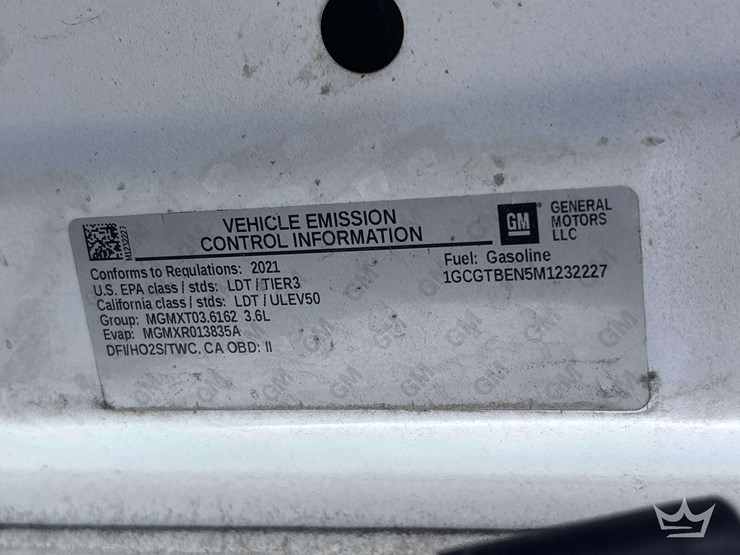 VEHICLE EMISSION
CONTROL INFORMATION
GM
GENERAL
MOTORS
LLC
M1232227
Conforms to Regulations: 2021
U.S. EPA class / stds: LDT / TIER3
California class / stds: LDT / ULEV50
Group: MGMXT03.6162 3.6L
Evap: MGMXR013835A
DFI/HO2S/TWC. CA OBD: II
Fuel: Gasoline
1GCGTBEN5M1232227